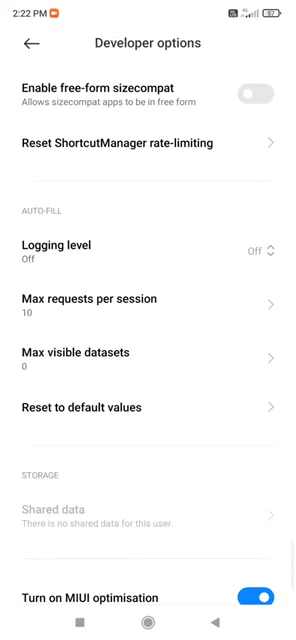 2:22 PM 57
Developer options
Enable free-form sizecompat
Allows sizecompat apps to be in free form
Reset ShortcutManager rate-limiting
AUTO-FILL
Logging level
Off
Off
Max requests per session
10
Max visible datasets
0
Reset to default values
STORAGE
Shared data
There is no shared data for this user.
Turn on MIUI optimisation